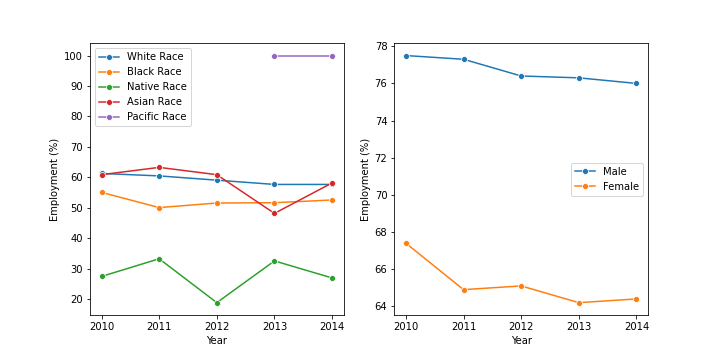 100
90
80
70
60
50
40
30
20
2010
2011
2012
2013
2014
Year
Employment (%)
White Race
Black Race
Native Race
Asian Race
Pacific Race
78
76
74
72
70
68
66
64
2010
2011
2012
2013
2014
Year
Employment (%)
Male
Female